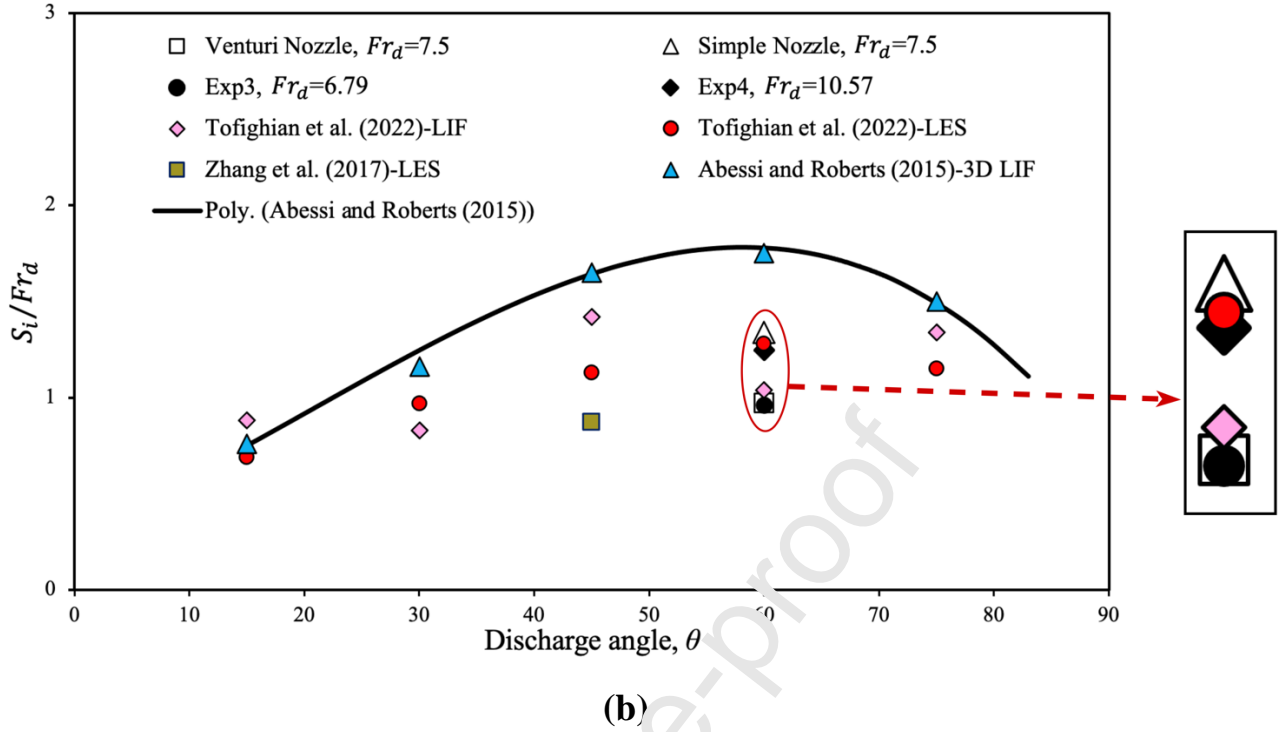 3
Venturi Nozzle, Fr_d=7.5
Simple Nozzle, Fr_d=7.5
Exp3, Fr_d=6.79
Exp4, Fr_d=10.57
Tofighian et al. (2022)-LIF
Tofighian et al. (2022)-LES
Zhang et al. (2017)-LES
Abessi and Roberts (2015)-3D LIF
Poly. (Abessi and Roberts (2015))
2
S_i/Fr_d
1
0
0 10 20 30 40 50 60 70 80 90
Discharge angle, θ
(b)
e-proof